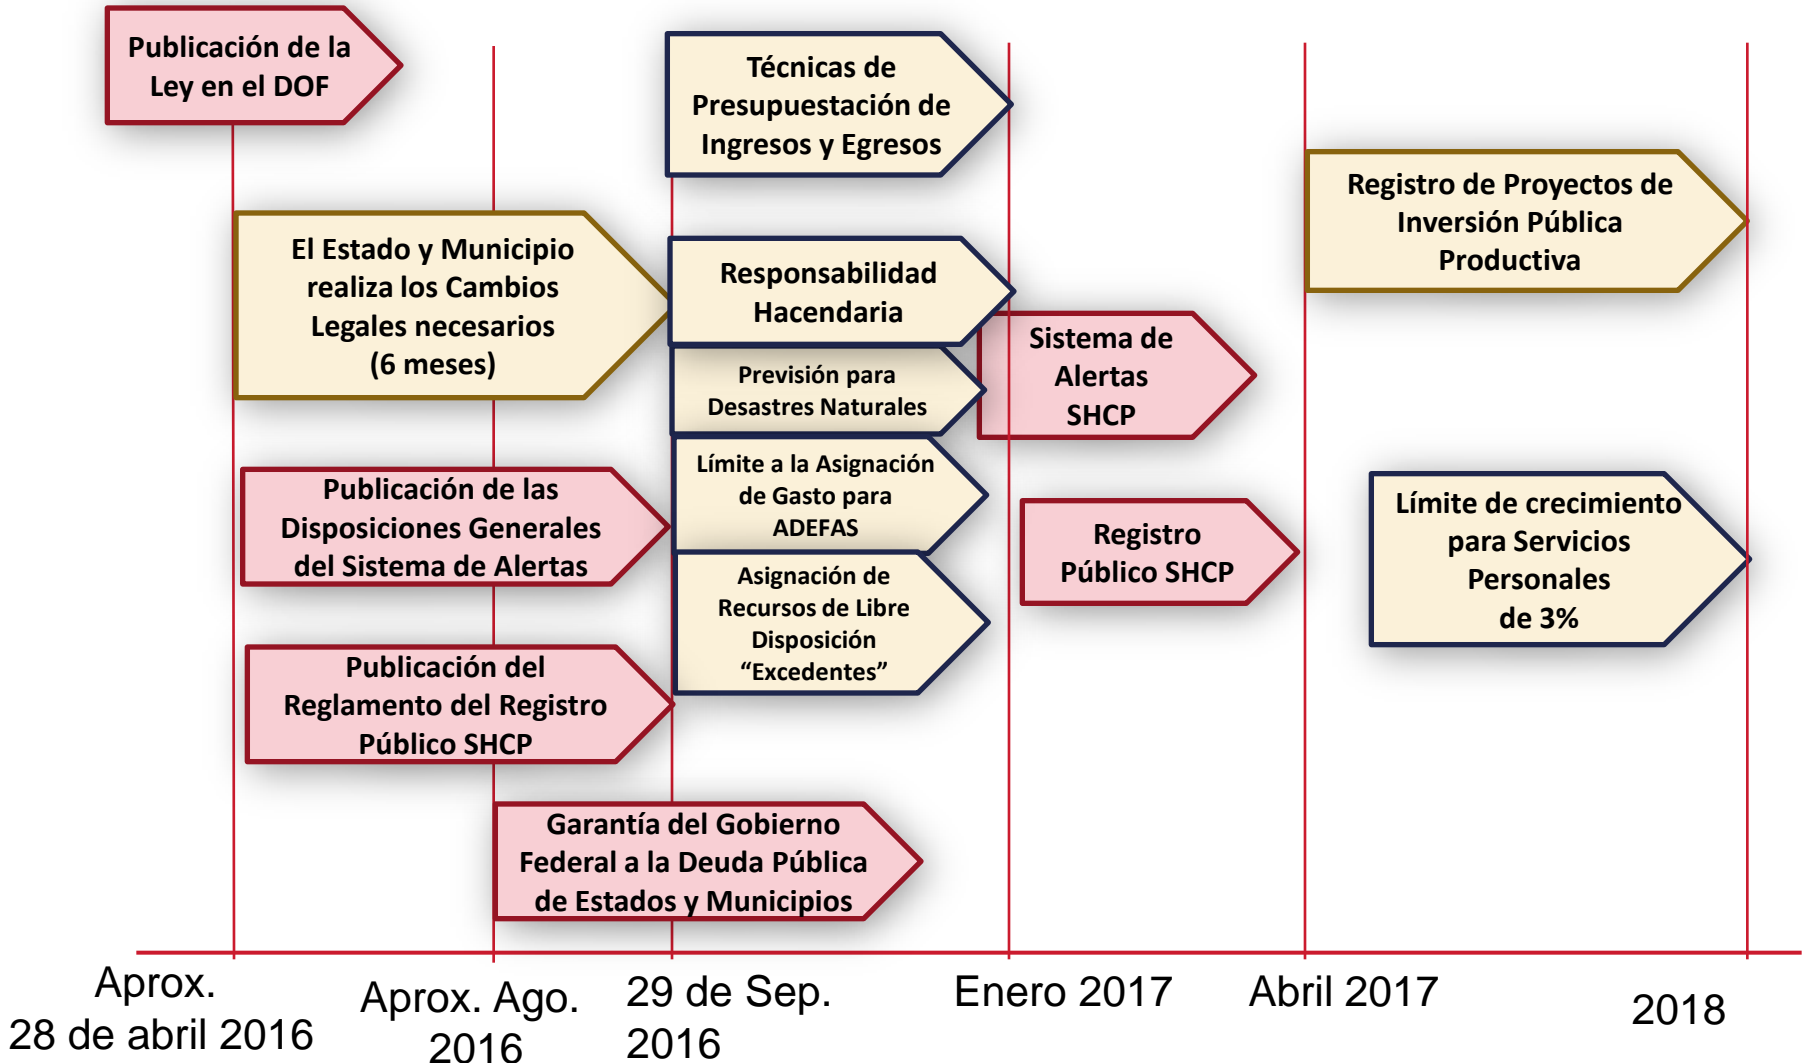 Publicación de la
Ley en el DOF
Técnicas de
Presupuestación de
Ingresos y Egresos
Registro de Proyectos de
Inversión Pública
Productiva
El Estado y Municipio
realiza los Cambios
Legales necesarios
(6 meses)
Responsabilidad
Hacendaria
Sistema de
Alertas
SHCP
Previsión para
Desastres Naturales
Límite a la Asignación
de Gasto para
ADEFAS
Publicación de las
Disposiciones Generales
del Sistema de Alertas
Registro
Público SHCP
Límite de crecimiento
para Servicios
Personales
de 3%
Asignación de
Recursos de Libre
Disposición
“Excedentes”
Publicación del
Reglamento del Registro
Público SHCP
Garantía del Gobierno
Federal a la Deuda Pública
de Estados y Municipios
Aprox.
28 de abril 2016
Aprox. Ago.
2016
29 de Sep.
2016
Enero 2017
Abril 2017
2018